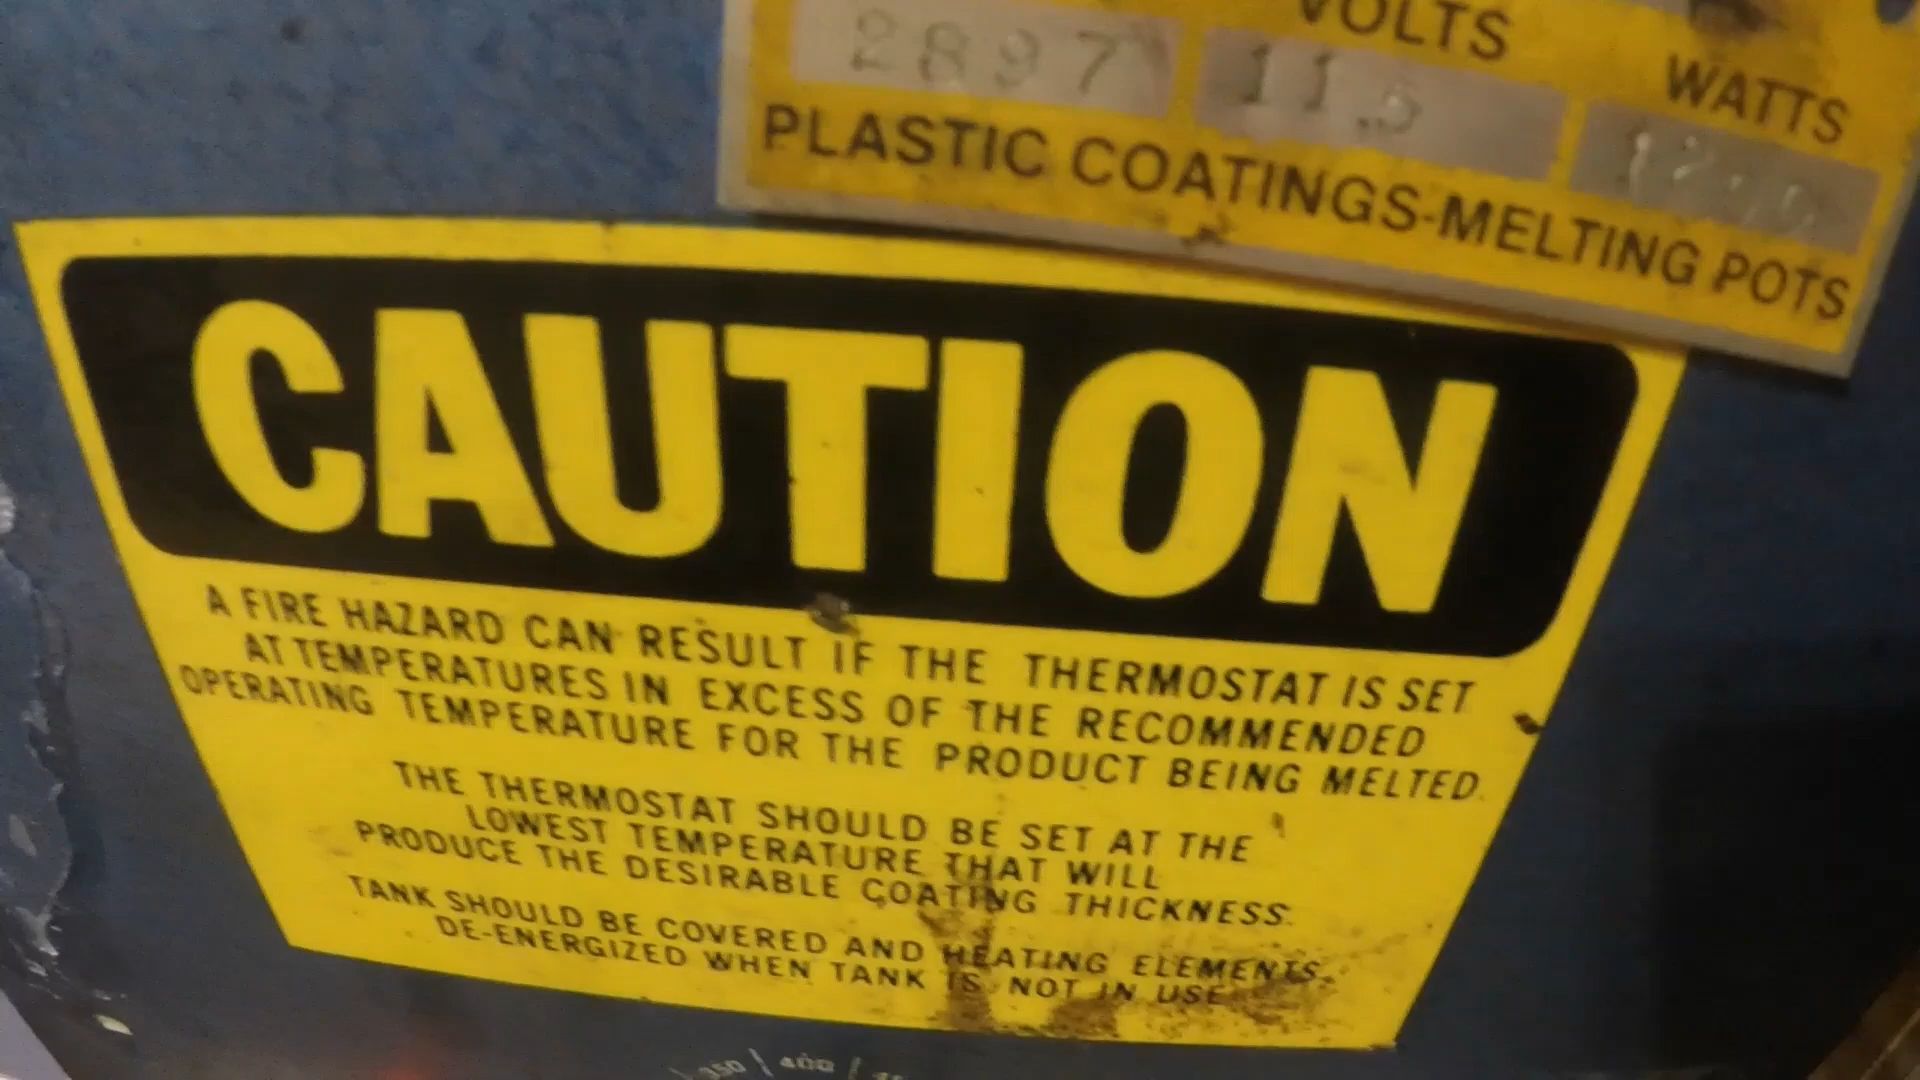 VOLTS
WATTS
2897 115
PLASTIC COATINGS-MELTING POTS
CAUTION
A FIRE HAZARD CAN RESULT IF THE THERMOSTAT IS SET
AT TEMPERATURES IN EXCESS OF THE RECOMMENDED
OPERATING TEMPERATURE FOR THE PRODUCT BEING MELTED.
THE THERMOSTAT SHOULD BE SET AT THE
LOWEST TEMPERATURE THAT WILL
PRODUCE THE DESIRABLE COATING THICKNESS.
TANK SHOULD BE COVERED AND HEATING ELEMENTS
DE-ENERGIZED WHEN TANK IS NOT IN USE
350 400